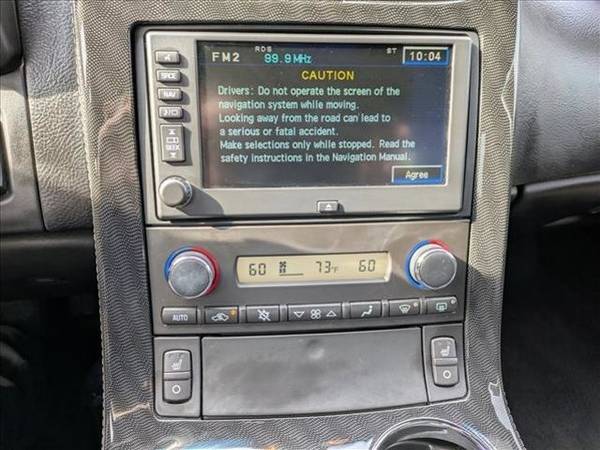 FM2 RDS 99.9MHz ST 10:04
CAUTION
Drivers: Do not operate the screen of the
navigation system while moving.
Looking away from the road can lead to
a serious or fatal accident.
Make selections only while stopped. Read the
safety instructions in the Navigation Manual.
Agree
SRCE
NAV
60 73°F 60
AUTO